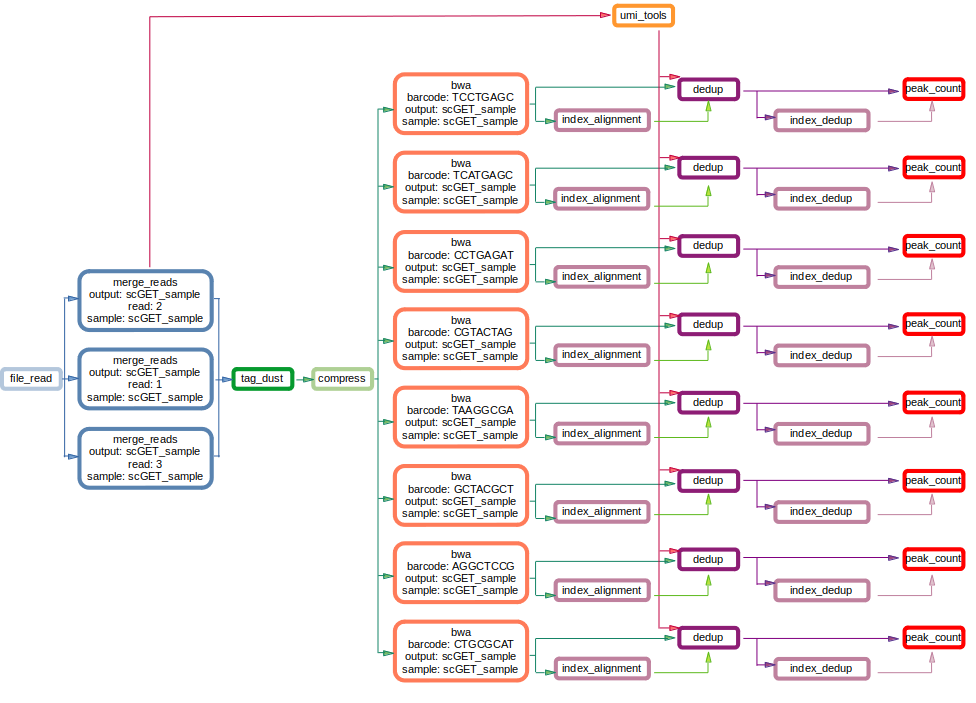 umi_tools
bwa
barcode: TCCTGAGC
output: scGET_sample
sample: scGET_sample
index_alignment
dedup
index_dedup
peak_count
bwa
barcode: TCATGAGC
output: scGET_sample
sample: scGET_sample
index_alignment
dedup
index_dedup
peak_count
bwa
barcode: CCTGAGAT
output: scGET_sample
sample: scGET_sample
index_alignment
dedup
index_dedup
peak_count
merge_reads
output: scGET_sample
read: 2
sample: scGET_sample
bwa
barcode: CGTACTAG
output: scGET_sample
sample: scGET_sample
index_alignment
dedup
index_dedup
peak_count
file_read
merge_reads
output: scGET_sample
read: 1
sample: scGET_sample
tag_dust
compress
bwa
barcode: TAAGGCGA
output: scGET_sample
sample: scGET_sample
index_alignment
dedup
index_dedup
peak_count
merge_reads
output: scGET_sample
read: 3
sample: scGET_sample
bwa
barcode: GCTACGCT
output: scGET_sample
sample: scGET_sample
index_alignment
dedup
index_dedup
peak_count
bwa
barcode: AGGCTCCG
output: scGET_sample
sample: scGET_sample
index_alignment
dedup
index_dedup
peak_count
bwa
barcode: CTGCGCAT
output: scGET_sample
sample: scGET_sample
index_alignment
dedup
index_dedup
peak_count